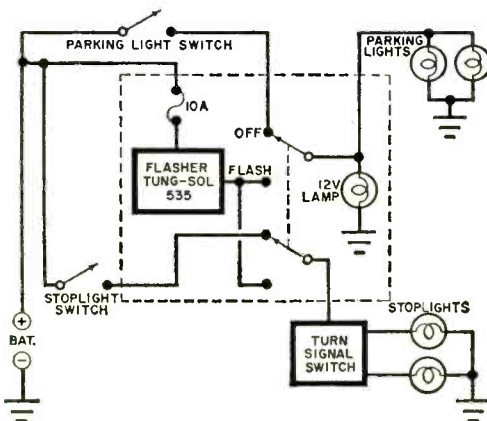 PARKING LIGHT SWITCH
PARKING
LIGHTS
10A
OFF
FLASHER
TUNG-SOL
535
FLASH
12V
LAMP
STOPLIGHT
SWITCH
STOPLIGHTS
+
BAT.
−
TURN
SIGNAL
SWITCH